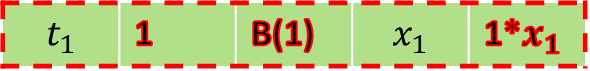 t₁ 1 B(1) x₁ 1*x₁